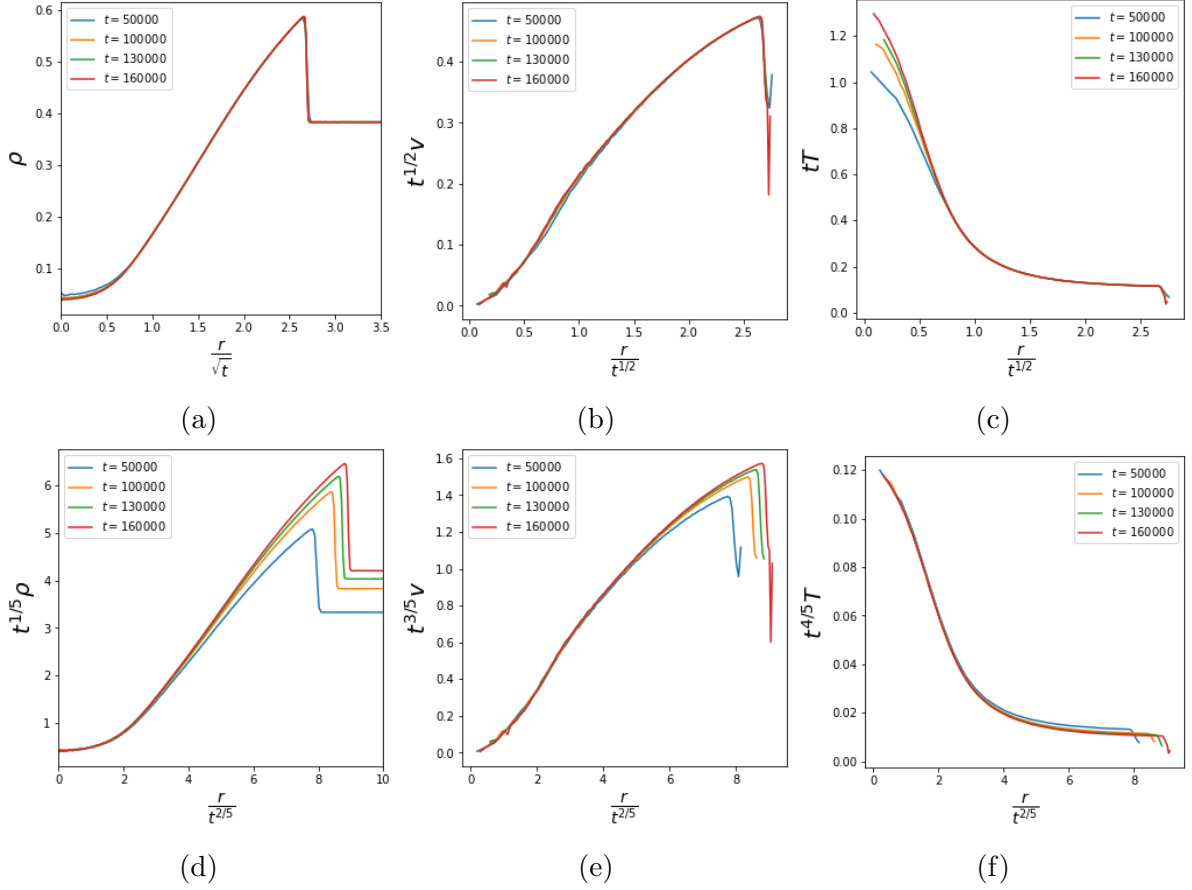 ρ
0.6
0.5
0.4
0.3
0.2
0.1
0.0 0.5 1.0 1.5 2.0 2.5 3.0 3.5
r/√t
t = 50000
t = 100000
t = 130000
t = 160000
(a)
t^{1/2}v
0.4
0.3
0.2
0.1
0.0
0.0 0.5 1.0 1.5 2.0 2.5
r/t^{1/2}
t = 50000
t = 100000
t = 130000
t = 160000
(b)
tT
1.2
1.0
0.8
0.6
0.4
0.2
0.0
0.0 0.5 1.0 1.5 2.0 2.5
r/t^{1/2}
t = 50000
t = 100000
t = 130000
t = 160000
(c)
t^{1/5}ρ
6
5
4
3
2
1
0 2 4 6 8 10
r/t^{2/5}
t = 50000
t = 100000
t = 130000
t = 160000
(d)
t^{3/5}v
1.6
1.4
1.2
1.0
0.8
0.6
0.4
0.2
0.0
0 2 4 6 8
r/t^{2/5}
t = 50000
t = 100000
t = 130000
t = 160000
(e)
t^{4/5}T
0.12
0.10
0.08
0.06
0.04
0.02
0.00
0 2 4 6 8
r/t^{2/5}
t = 50000
t = 100000
t = 130000
t = 160000
(f)